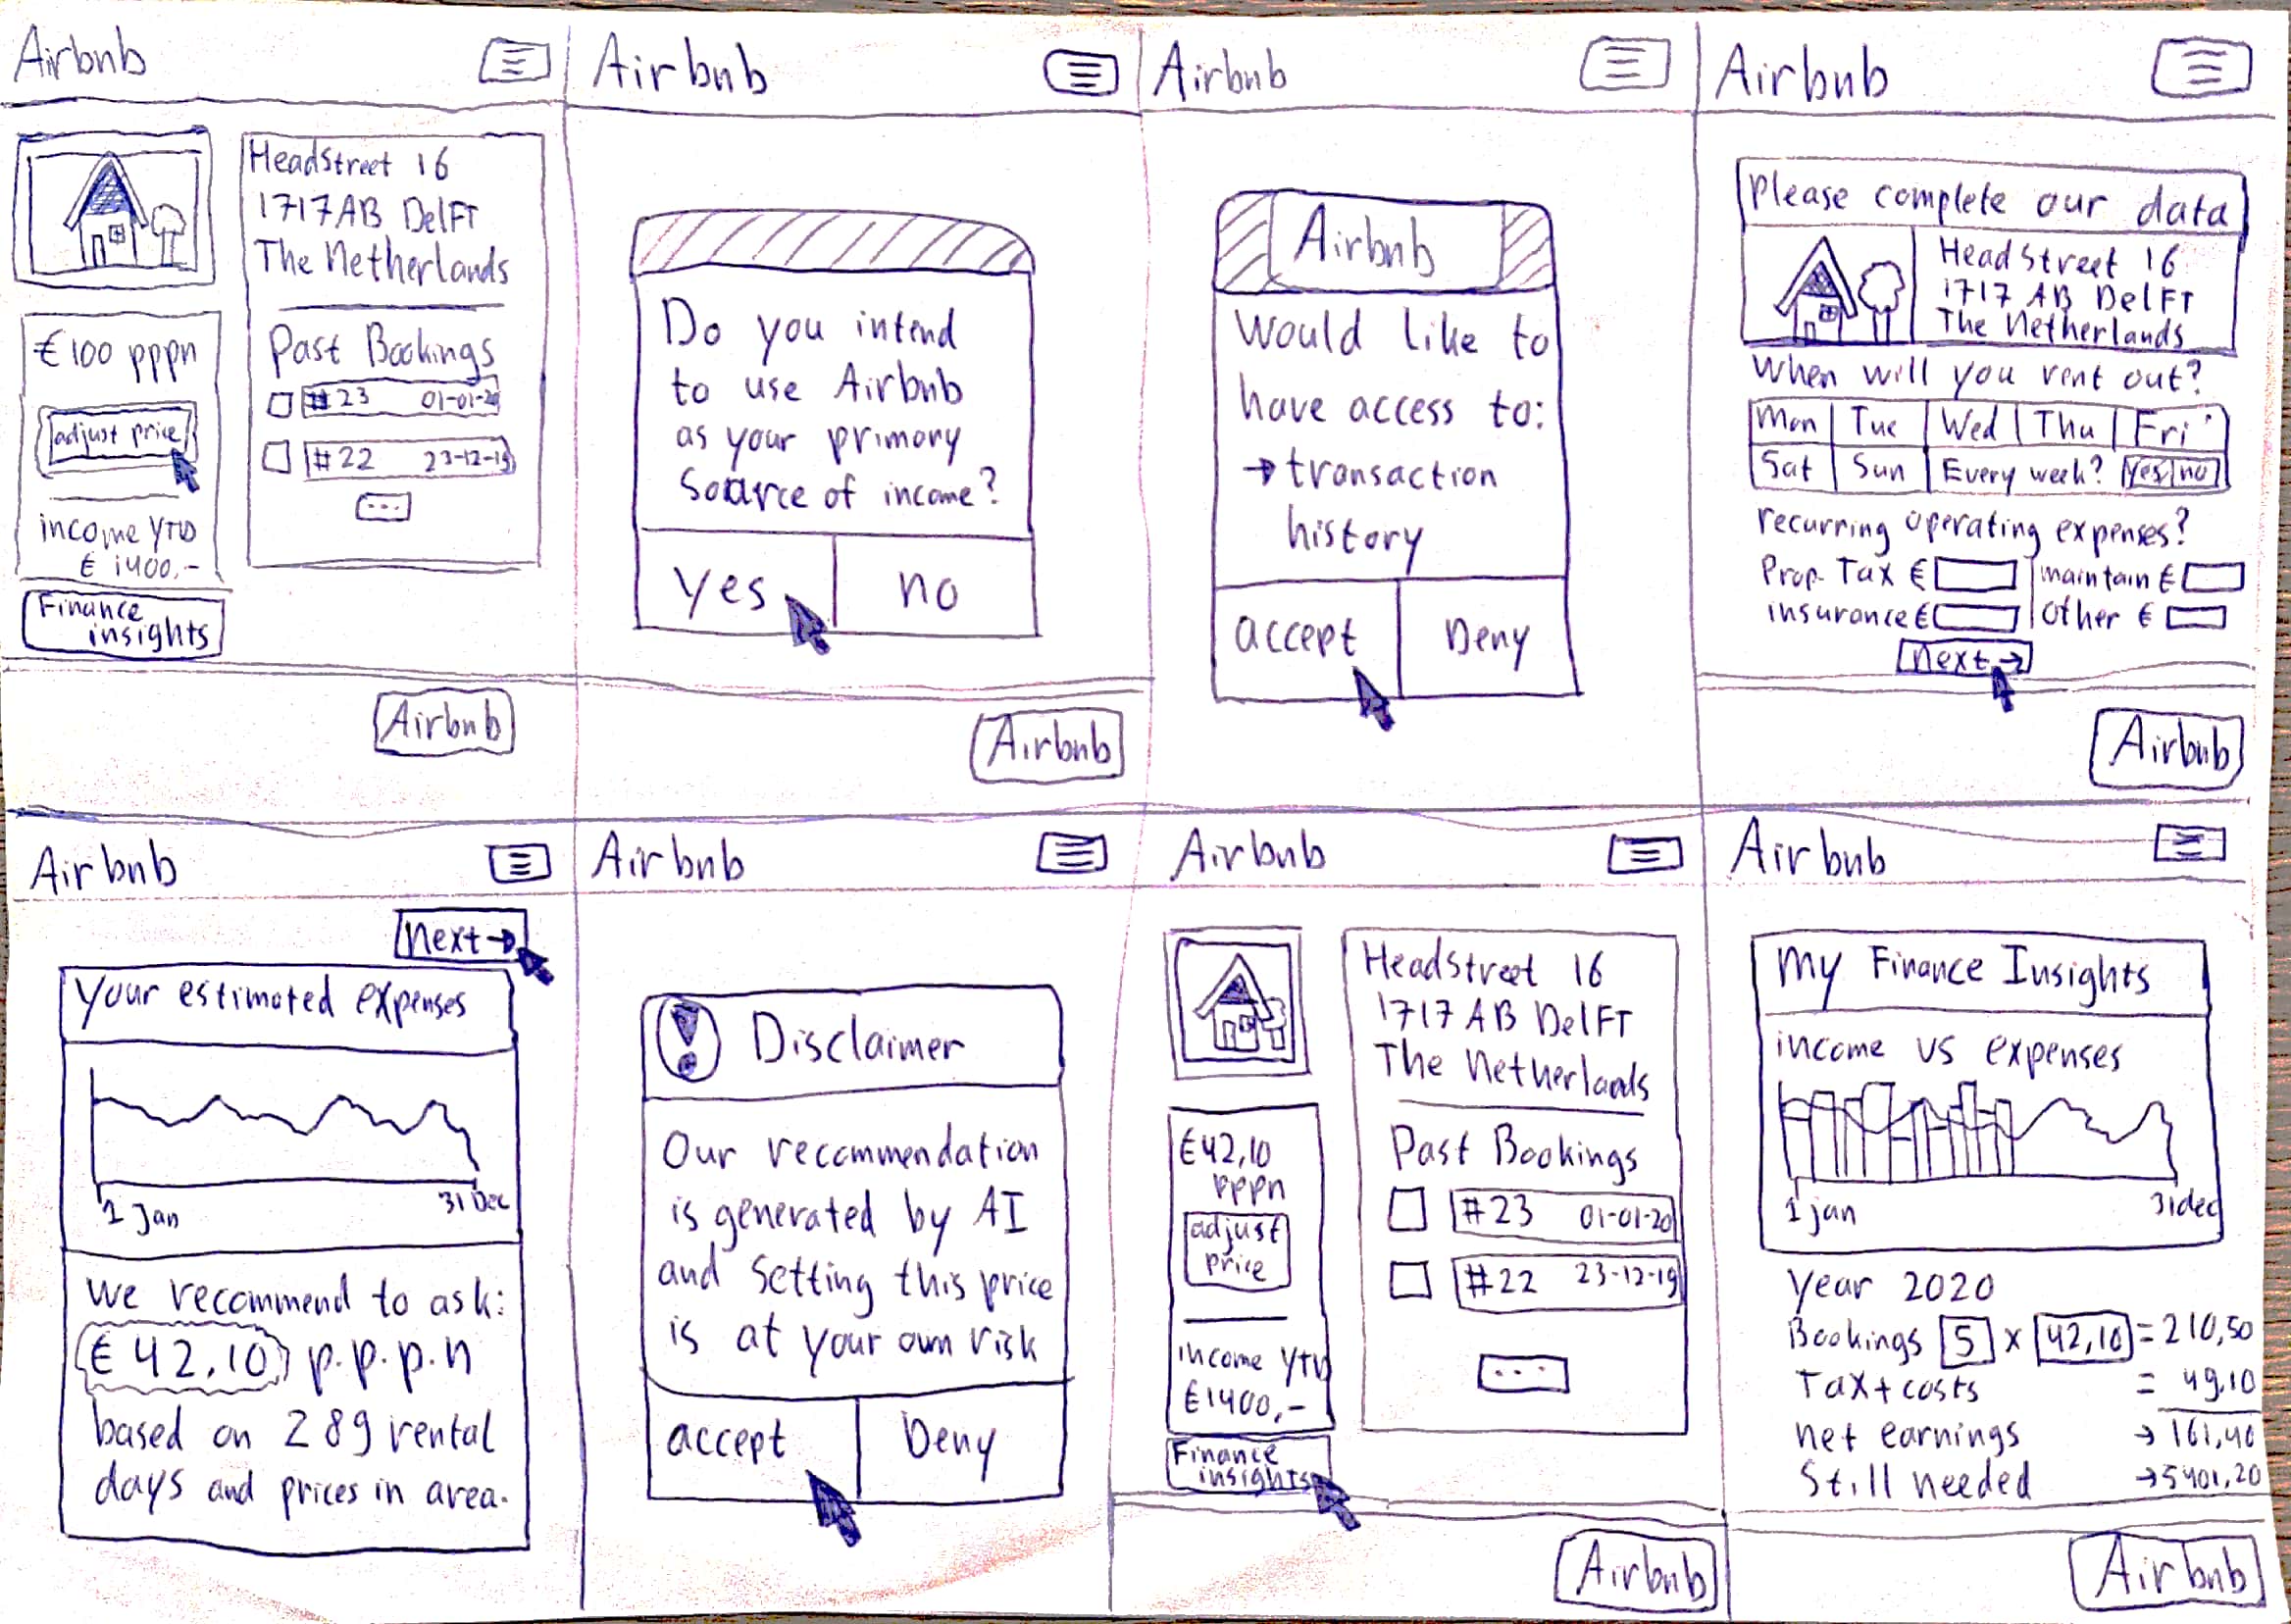 Airbnb
Headstreet 16
1717AB Delft
The Netherlands
€100 pppn
adjust price
income YTD
€ 1400,-
Finance
insights
Past Bookings
#23 01-01-20
#22 23-12-19
...
Airbnb
Airbnb
Do you intend
to use Airbnb
as your primary
source of income?
yes no
Airbnb
Airbnb
Airbnb
would like to
have access to:
→ transaction
history
accept Deny
Airbnb
Please complete our data
Headstreet 16
1717 AB Delft
The Netherlands
When will you rent out?
Mon Tue Wed Thu Fri
Sat Sun Every week? yes no
recurring operating expenses?
Prop. Tax € maintain €
insurance € Other €
next →
Airbnb
Airbnb
next →
Your estimated expenses
1 Jan 31 Dec
we recommend to ask:
€ 42,10 p.p.p.n
based on 289 rental
days and prices in area.
Airbnb
! Disclaimer
Our recommendation
is generated by AI
and setting this price
is at your own risk
accept Deny
Airbnb
Headstreet 16
1717 AB Delft
The Netherlands
€42,10
pppn
adjust
price
income YTD
€1400,-
Finance
insights
Past Bookings
#23 01-01-20
#22 23-12-19
...
Airbnb
Airbnb
My Finance Insights
income vs expenses
1 jan 31 dec
Year 2020
Bookings 5 x 42,10 = 210,50
Tax + costs = 49,10
net earnings → 161,40
Still needed → 5401,20
Airbnb